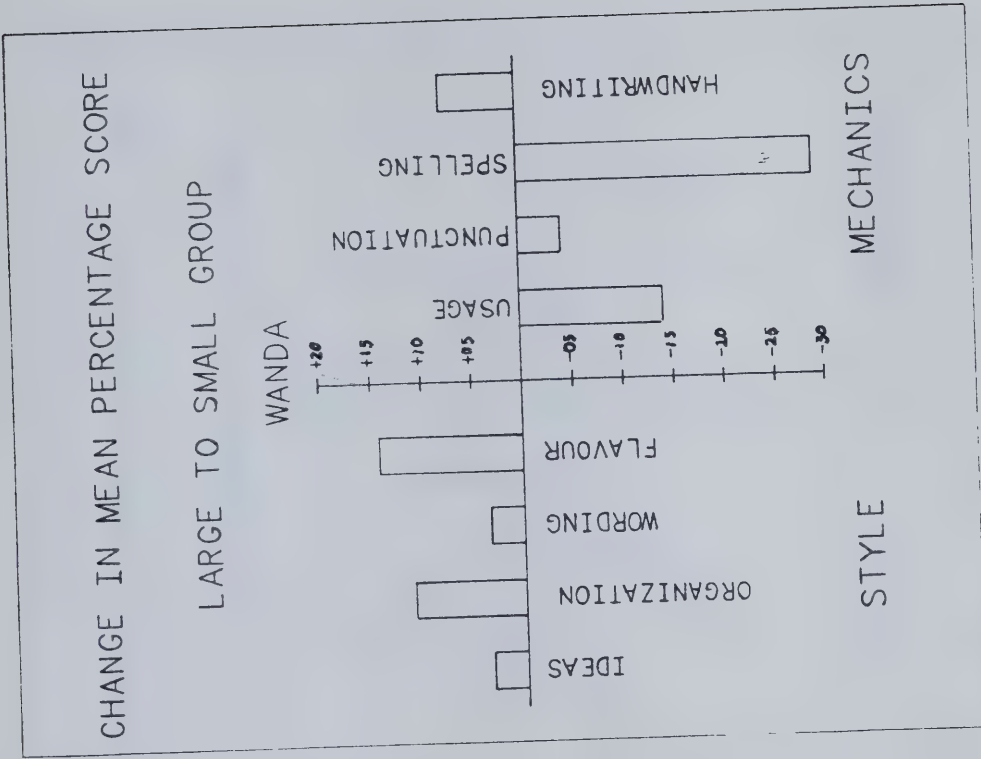 CHANGE IN MEAN PERCENTAGE SCORE
LARGE TO SMALL GROUP
WANDA
+20
+15
+10
+05
-05
-10
-15
-20
-25
-30
IDEAS
ORGANIZATION
WORDING
FLAVOUR
USAGE
PUNCTUATION
SPELLING
HANDWRITING
STYLE
MECHANICS